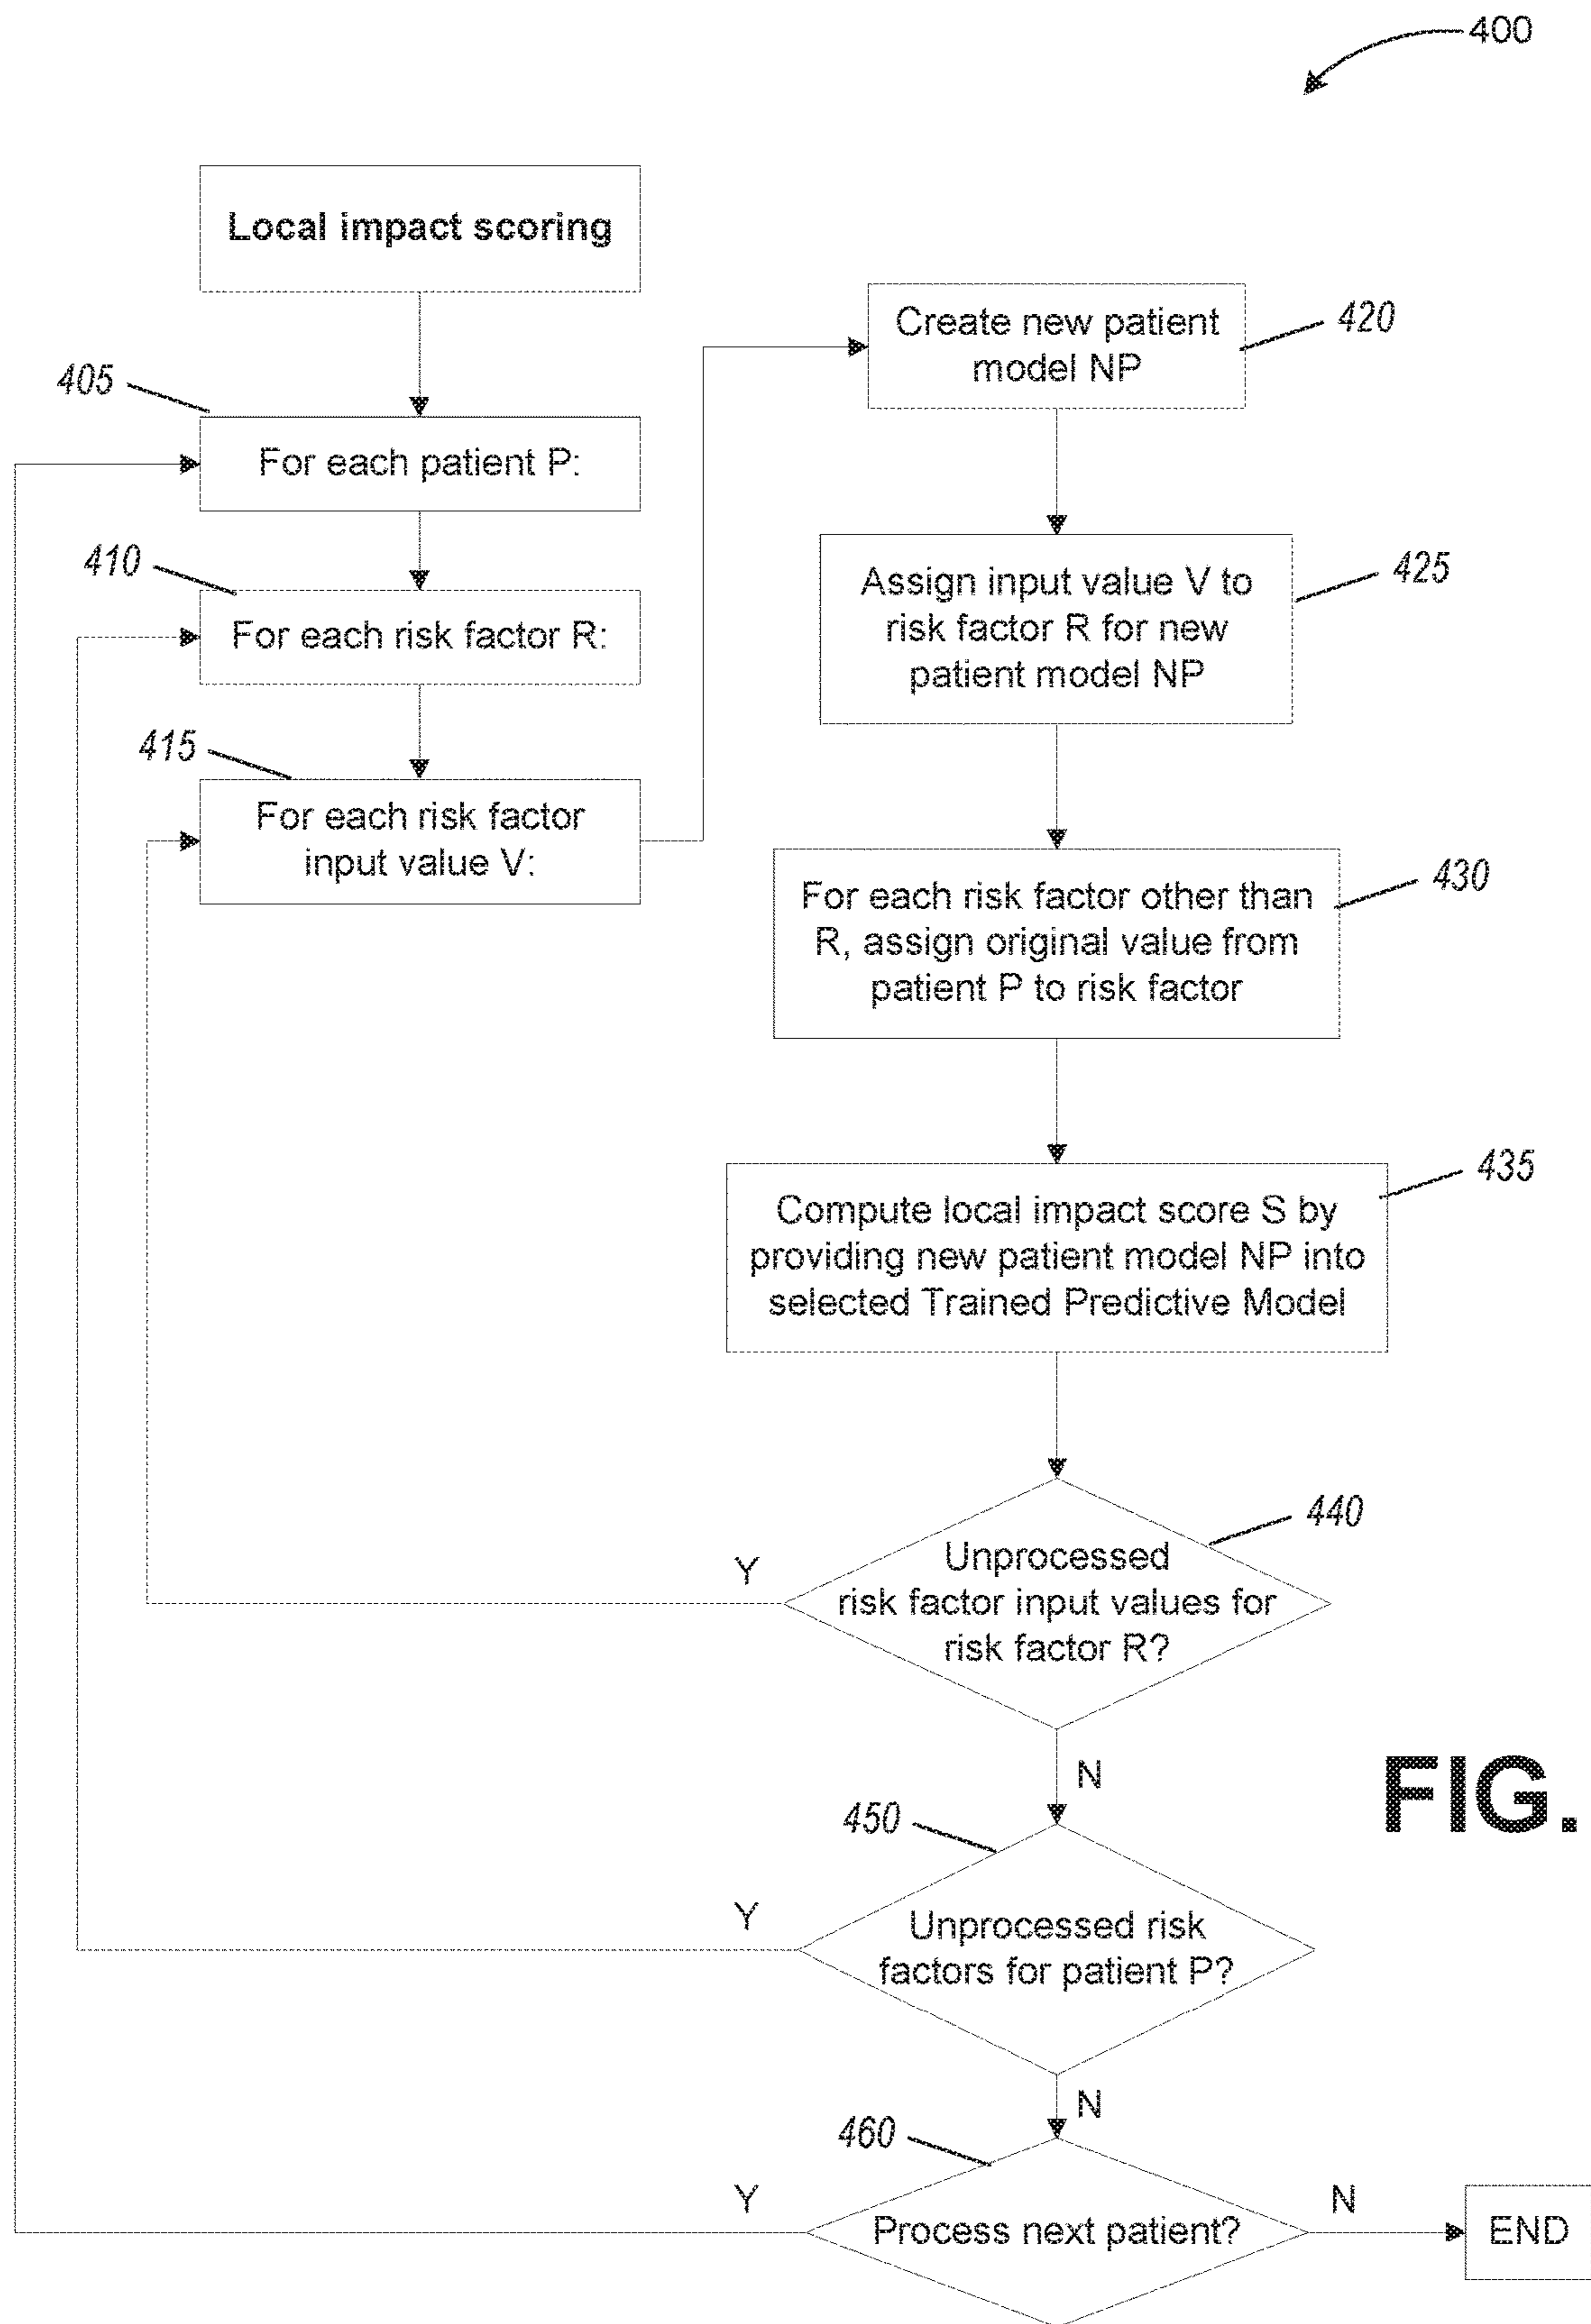 400
Local impact scoring
405
For each patient P:
410
For each risk factor R:
415
For each risk factor
input value V:
Create new patient
model NP
420
Assign input value V to
risk factor R for new
patient model NP
425
For each risk factor other than
R, assign original value from
patient P to risk factor
430
Compute local impact score S by
providing new patient model NP into
selected Trained Predictive Model
435
Unprocessed
risk factor input values for
risk factor R?
440
Y
N
FIG.
450
Unprocessed risk
factors for patient P?
Y
N
460
Process next patient?
Y
N
END